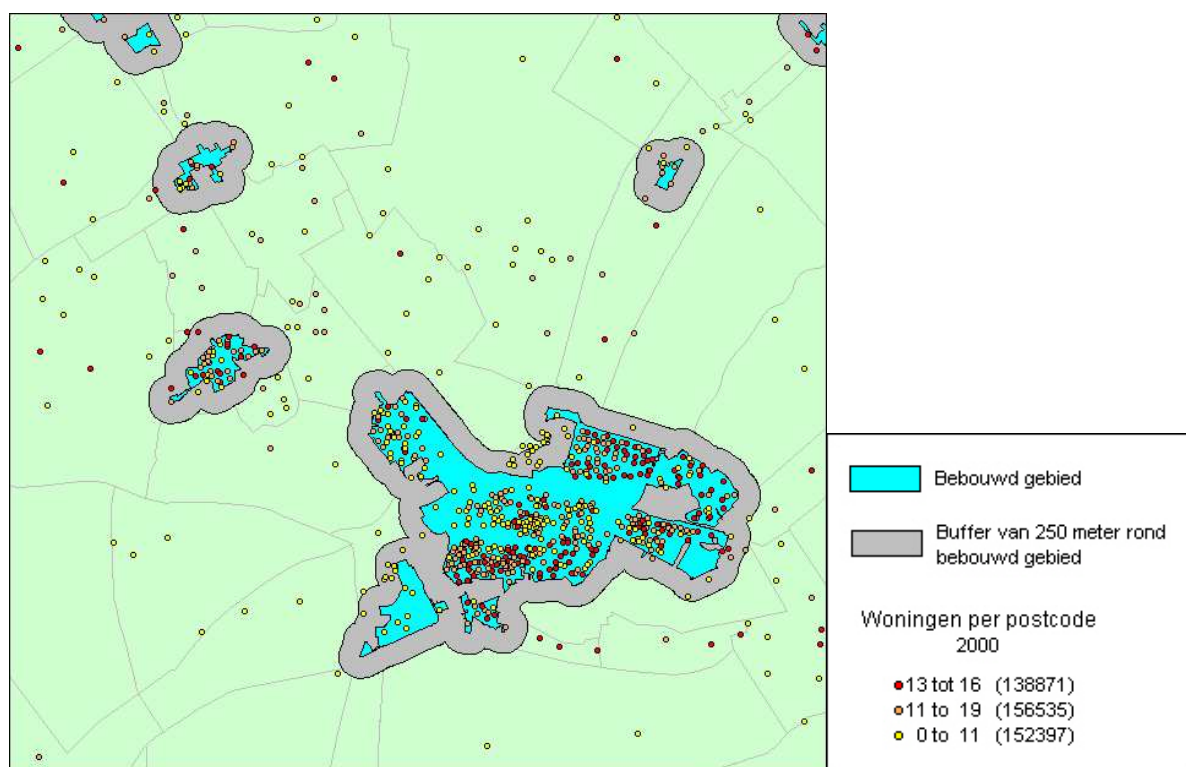 Bebouwd gebied
Buffer van 250 meter rond
bebouwd gebied
Woningen per postcode
2000
13 tot 16 (138871)
11 to 19 (156535)
0 to 11 (152397)